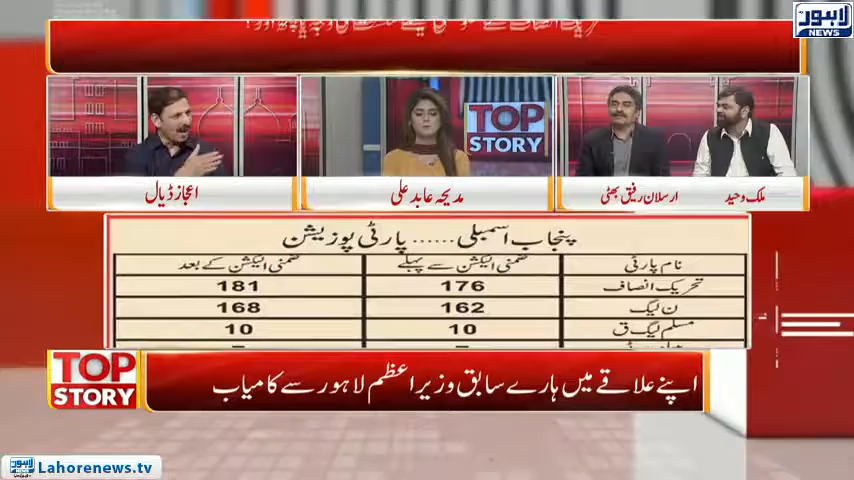 لاہور
NEWS
TOP
STORY
اعجاز ڈیال
مدیحہ عابد علی
ارسلان رفیق بھٹی
ملک وحید
پنجاب اسمبلی...... پارٹی پوزیشن
نام پارٹی ضمنی الیکشن سے پہلے ضمنی الیکشن کے بعد
تحریک انصاف 176 181
ن لیگ 162 168
مسلم لیگ ق 10 10
TOP
STORY
اپنے علاقے میں ہارے سابق وزیراعظم لاہور سے کامیاب
لاہور
Lahorenews.tv